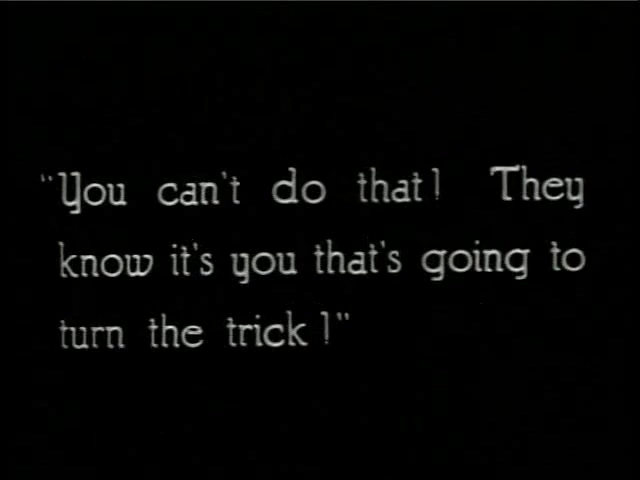 "You can't do that! They
know it's you that's going to
turn the trick!"